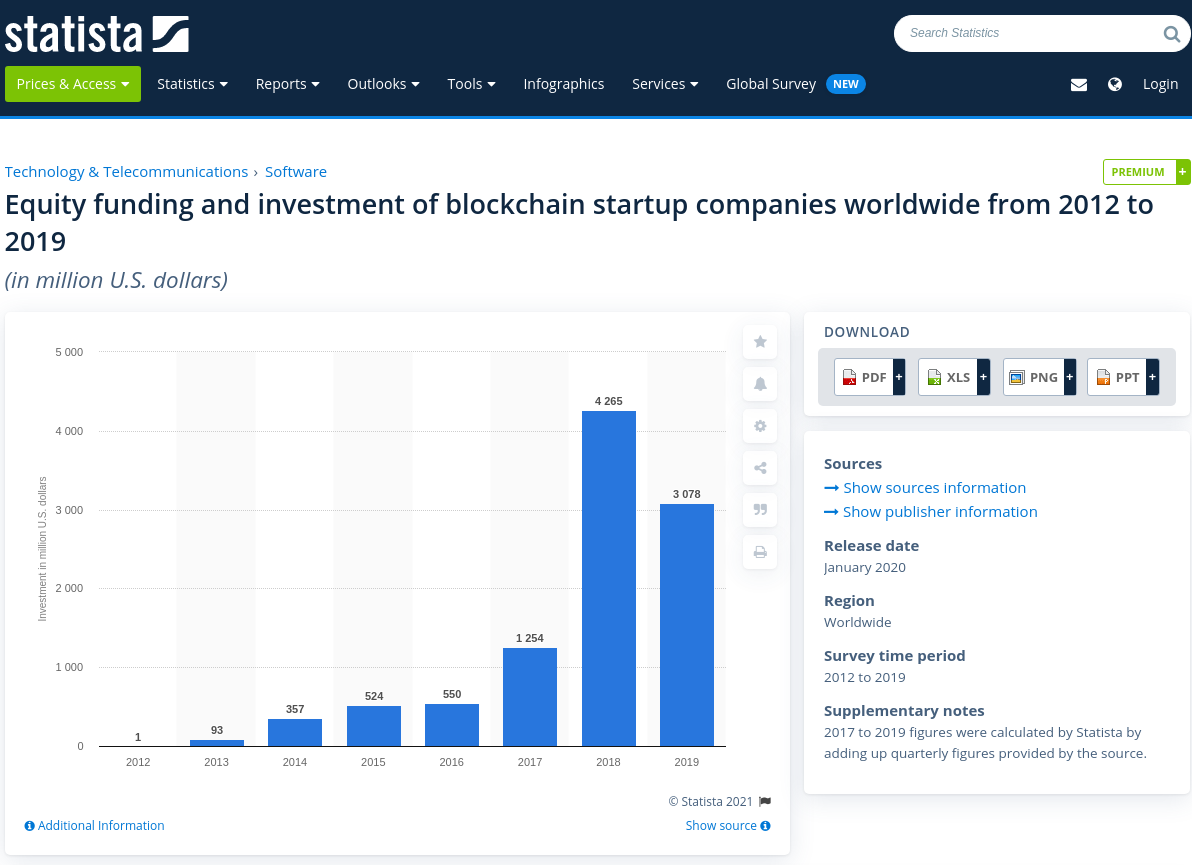 statista
Search Statistics
Prices & Access Statistics Reports Outlooks Tools Infographics Services Global Survey NEW Login
Technology & Telecommunications › Software
PREMIUM +
Equity funding and investment of blockchain startup companies worldwide from 2012 to
2019
(in million U.S. dollars)
Investment in million U.S. dollars
5 000
4 000
3 000
2 000
1 000
0
1
93
357
524
550
1 254
4 265
3 078
2012 2013 2014 2015 2016 2017 2018 2019
© Statista 2021
Additional Information
Show source
DOWNLOAD
PDF + XLS + PNG + PPT +
Sources
Show sources information
Show publisher information
Release date
January 2020
Region
Worldwide
Survey time period
2012 to 2019
Supplementary notes
2017 to 2019 figures were calculated by Statista by
adding up quarterly figures provided by the source.